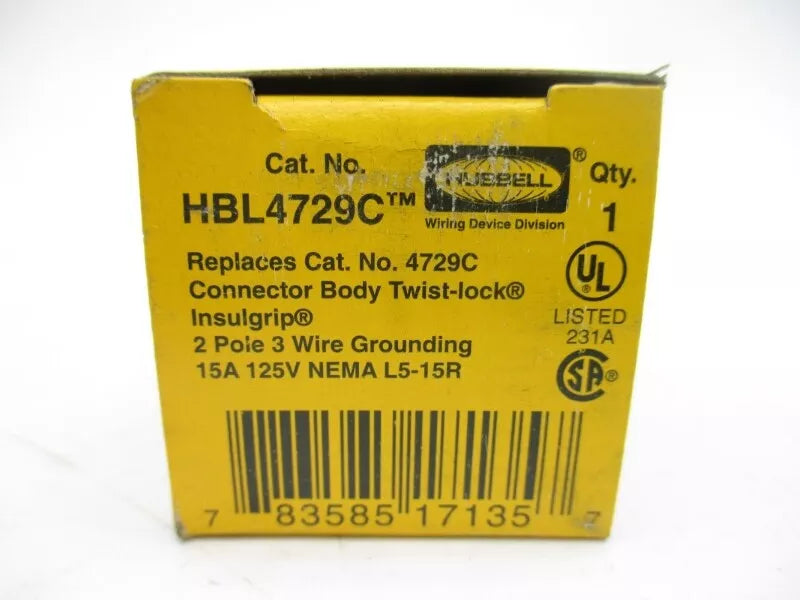 Cat. No.
HUBBELL ®
Qty.
HBL4729C™
Wiring Device Division
1
Replaces Cat. No. 4729C
Connector Body Twist-lock®
Insulgrip®
2 Pole 3 Wire Grounding
15A 125V NEMA L5-15R
UL ®
LISTED
231A
SA ®
7 83585 17135 7